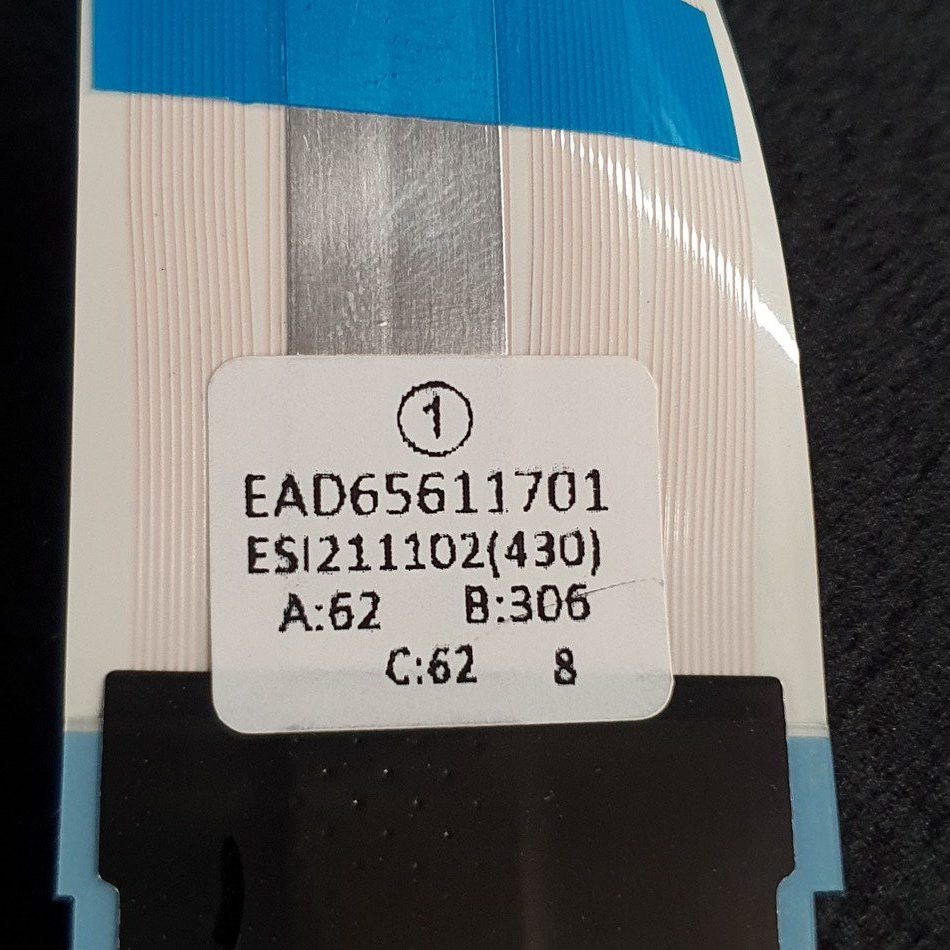 ①
EAD65611701
ESI211102(430)
A:62 B:306
C:62 8